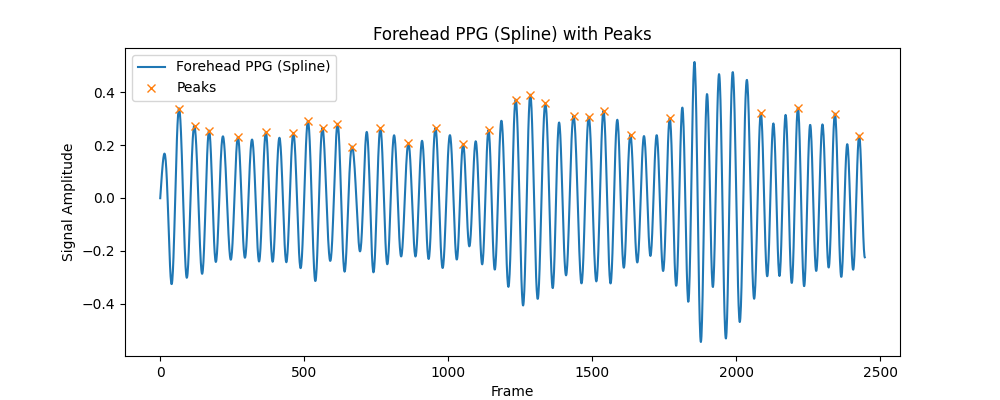 Forehead PPG (Spline) with Peaks
Forehead PPG (Spline)
Peaks
Signal Amplitude
0.4
0.2
0.0
−0.2
−0.4
0 500 1000 1500 2000 2500
Frame